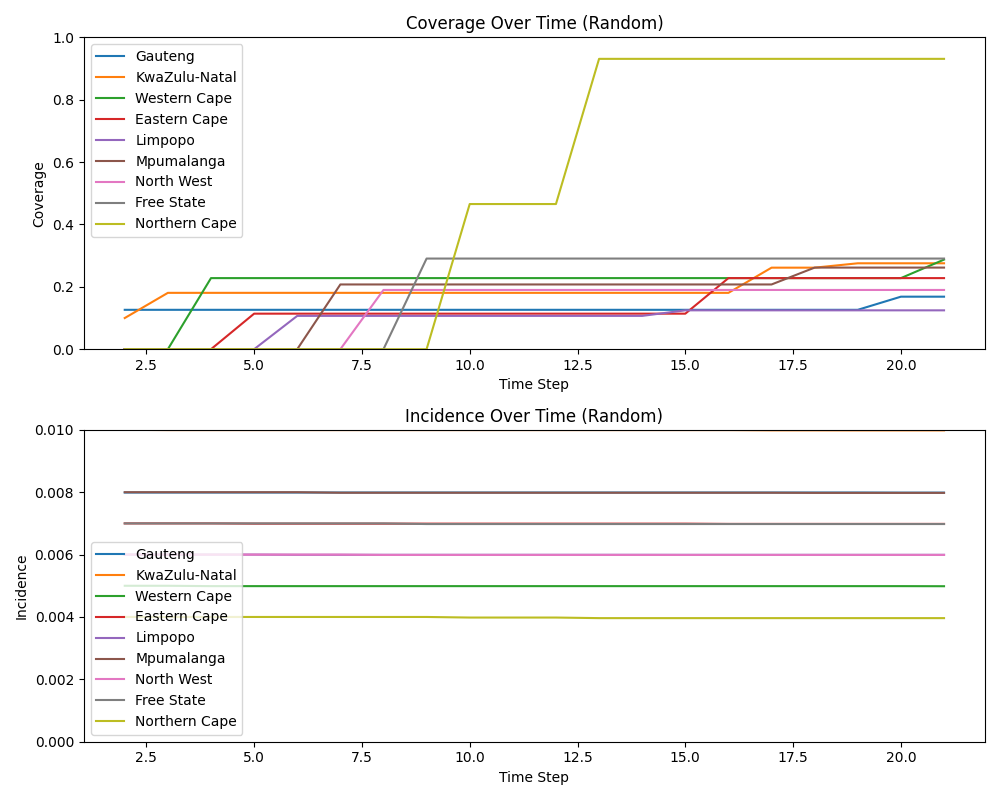 Coverage Over Time (Random)
1.0
0.8
0.6
0.4
0.2
0.0
Coverage
Gauteng
KwaZulu-Natal
Western Cape
Eastern Cape
Limpopo
Mpumalanga
North West
Free State
Northern Cape
2.5 5.0 7.5 10.0 12.5 15.0 17.5 20.0
Time Step
Incidence Over Time (Random)
0.010
0.008
0.006
0.004
0.002
0.000
Incidence
Gauteng
KwaZulu-Natal
Western Cape
Eastern Cape
Limpopo
Mpumalanga
North West
Free State
Northern Cape
2.5 5.0 7.5 10.0 12.5 15.0 17.5 20.0
Time Step